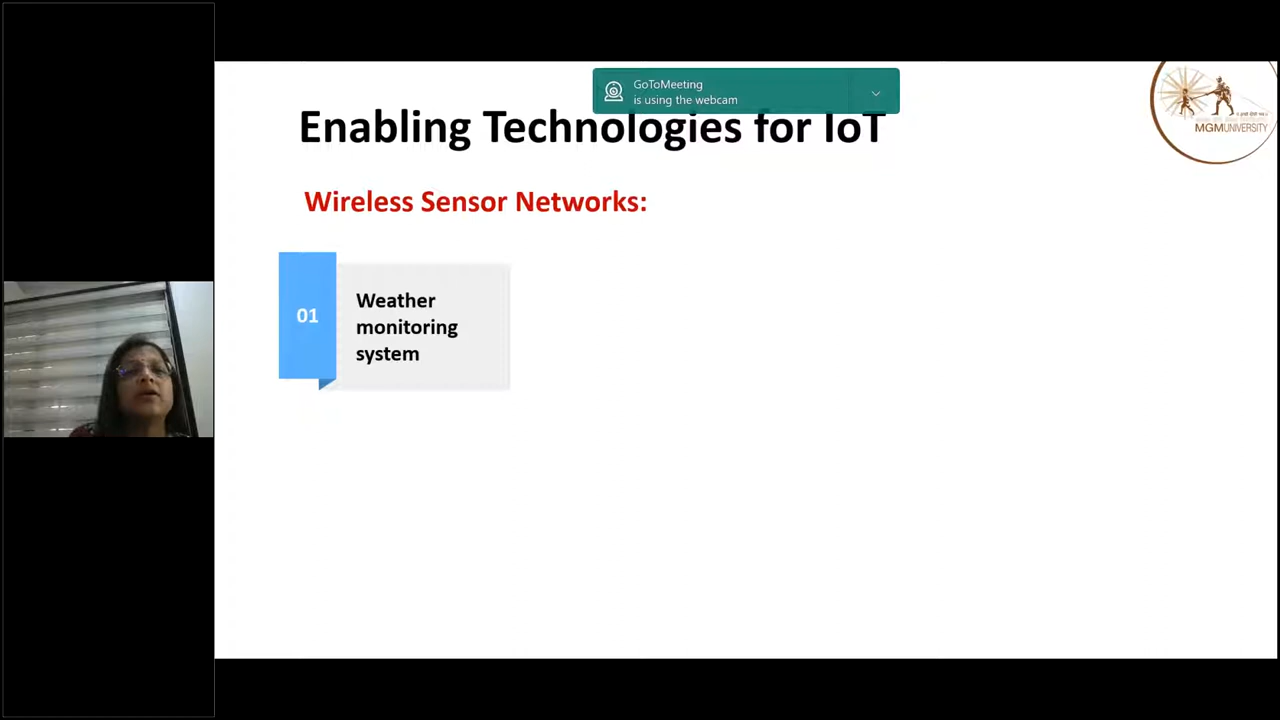 GoToMeeting
is using the webcam
Enabling Technologies for IoT
MGMUNIVERSITY
Wireless Sensor Networks:
01
Weather
monitoring
system